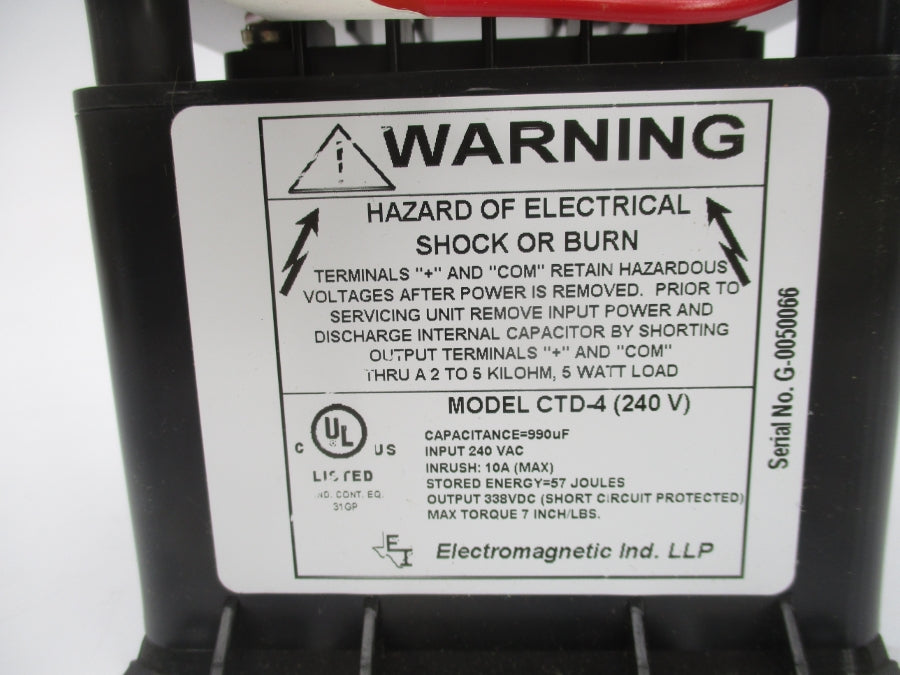 WARNING
HAZARD OF ELECTRICAL
SHOCK OR BURN
TERMINALS "+" AND "COM" RETAIN HAZARDOUS
VOLTAGES AFTER POWER IS REMOVED. PRIOR TO
SERVICING UNIT REMOVE INPUT POWER AND
DISCHARGE INTERNAL CAPACITOR BY SHORTING
OUTPUT TERMINALS "+" AND "COM"
THRU A 2 TO 5 KILOHM, 5 WATT LOAD
MODEL CTD-4 (240 V)
C UL ® US
LISTED
IND. CONT. EQ.
31GP
CAPACITANCE=990uF
INPUT 240 VAC
INRUSH: 10A (MAX)
STORED ENERGY=57 JOULES
OUTPUT 338VDC (SHORT CIRCUIT PROTECTED)
MAX TORQUE 7 INCH/LBS.
EI Electromagnetic Ind. LLP
Serial No. G-0050066